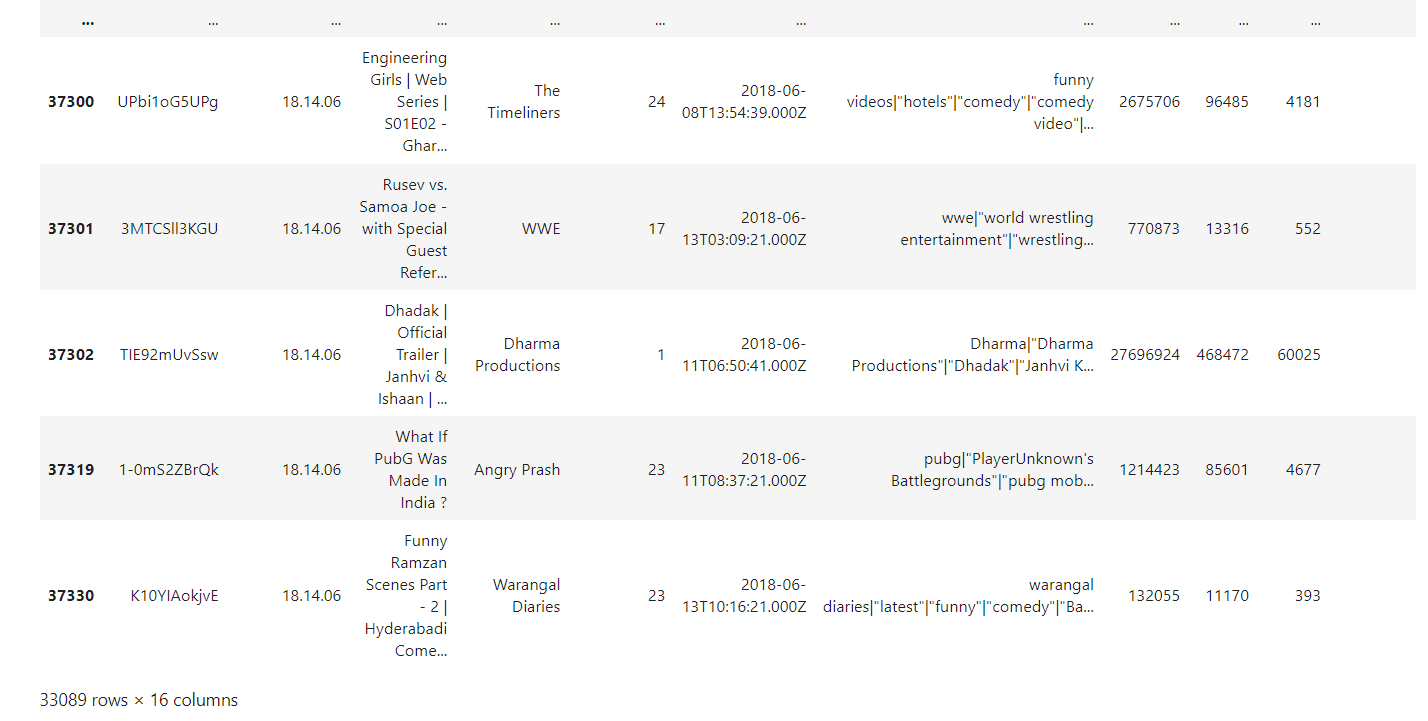 ... ... ... ... ... ... ... ... ... ... ...
Engineering
Girls | Web
Series |
S01E02 -
Ghar...
37300 UPbi1oG5UPg 18.14.06
The
Timeliners
24
2018-06-
08T13:54:39.000Z
funny
videos|"hotels"|"comedy"|"comedy
video"|...
2675706 96485 4181
Rusev vs.
Samoa Joe -
with Special
Guest
Refer...
37301 3MTCSll3KGU 18.14.06
WWE 17
2018-06-
13T03:09:21.000Z
wwe|"world wrestling
entertainment"|"wrestling...
770873 13316 552
Dhadak |
Official
Trailer |
Janhvi &
Ishaan | ...
37302 TIE92mUvSsw 18.14.06
Dharma
Productions
1
2018-06-
11T06:50:41.000Z
Dharma|"Dharma
Productions"|"Dhadak"|"Janhvi K...
27696924 468472 60025
What If
PubG Was
Made In
India ?
37319 1-0mS2ZBrQk 18.14.06
Angry Prash 23
2018-06-
11T08:37:21.000Z
pubg|"PlayerUnknown's
Battlegrounds"|"pubg mob...
1214423 85601 4677
Funny
Ramzan
Scenes Part
- 2 |
Hyderabadi
Come...
37330 K10YIAokjvE 18.14.06
Warangal
Diaries
23
2018-06-
13T10:16:21.000Z
warangal
diaries|"latest"|"funny"|"comedy"|"Ba...
132055 11170 393
33089 rows × 16 columns